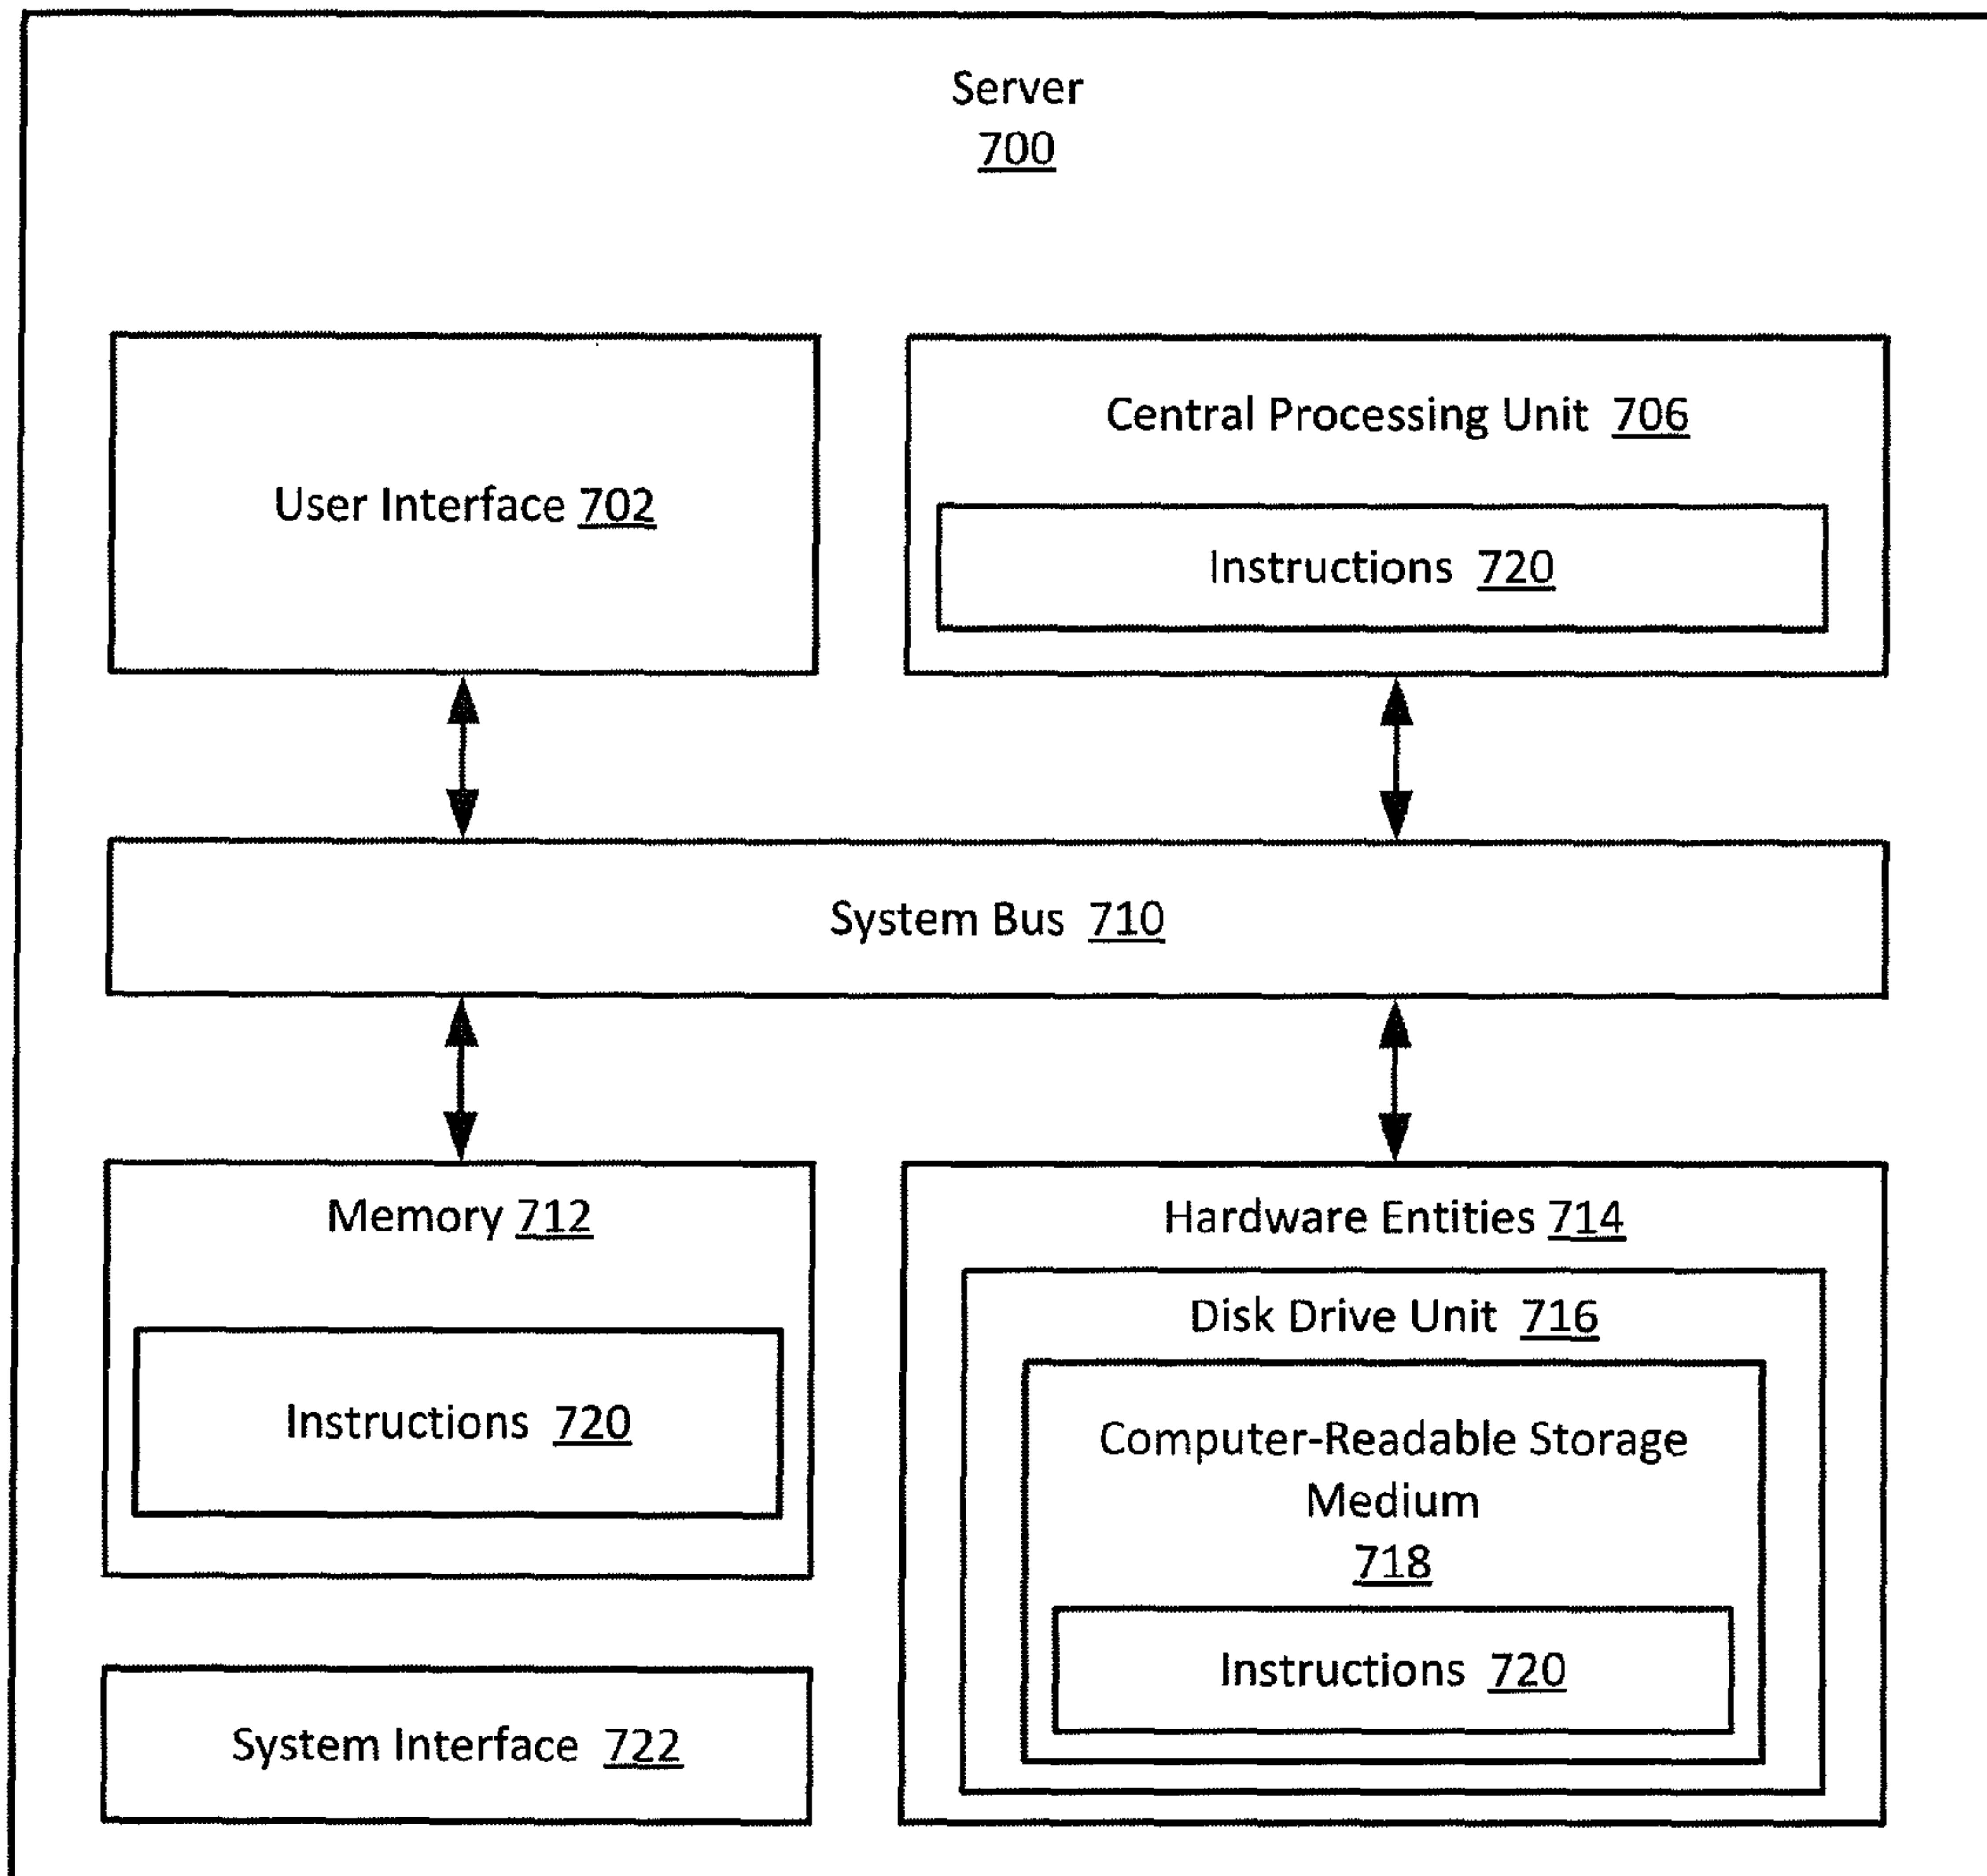 Server
700
User Interface 702
Central Processing Unit 706
Instructions 720
System Bus 710
Memory 712
Instructions 720
Hardware Entities 714
Disk Drive Unit 716
Computer-Readable Storage
Medium
718
Instructions 720
System Interface 722